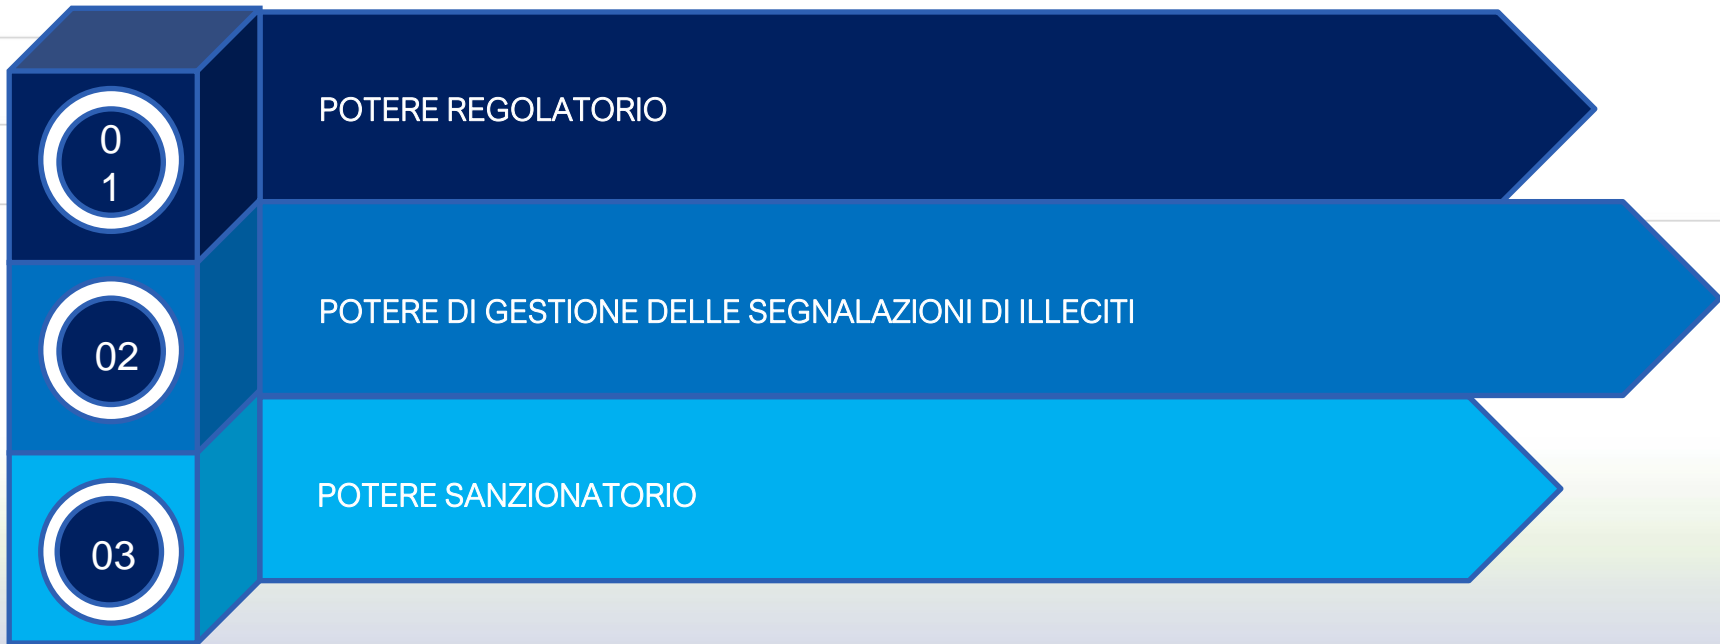 0
1
POTERE REGOLATORIO
02
POTERE DI GESTIONE DELLE SEGNALAZIONI DI ILLECITI
03
POTERE SANZIONATORIO